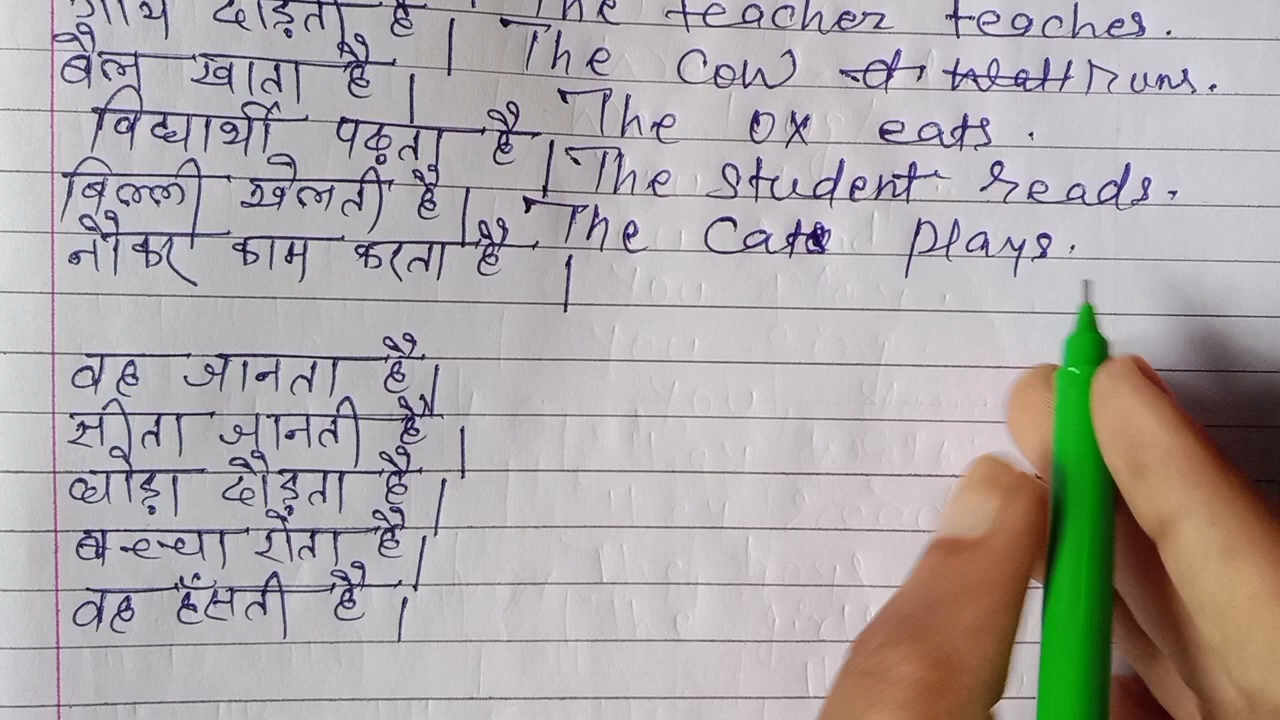 गाय दौड़ती है The teacher teaches.
बैल खाता है । The Cow Runs.
विद्यार्थी पढ़ता है । The ox eats.
बिल्ली खेलती है । The Student reads.
नौकर काम करता है । The Cat plays.
वह जानता है ।
सीता जानती है ।
घोड़ा दौड़ता है ।
बच्चा रोता है ।
वह हँसती है ।